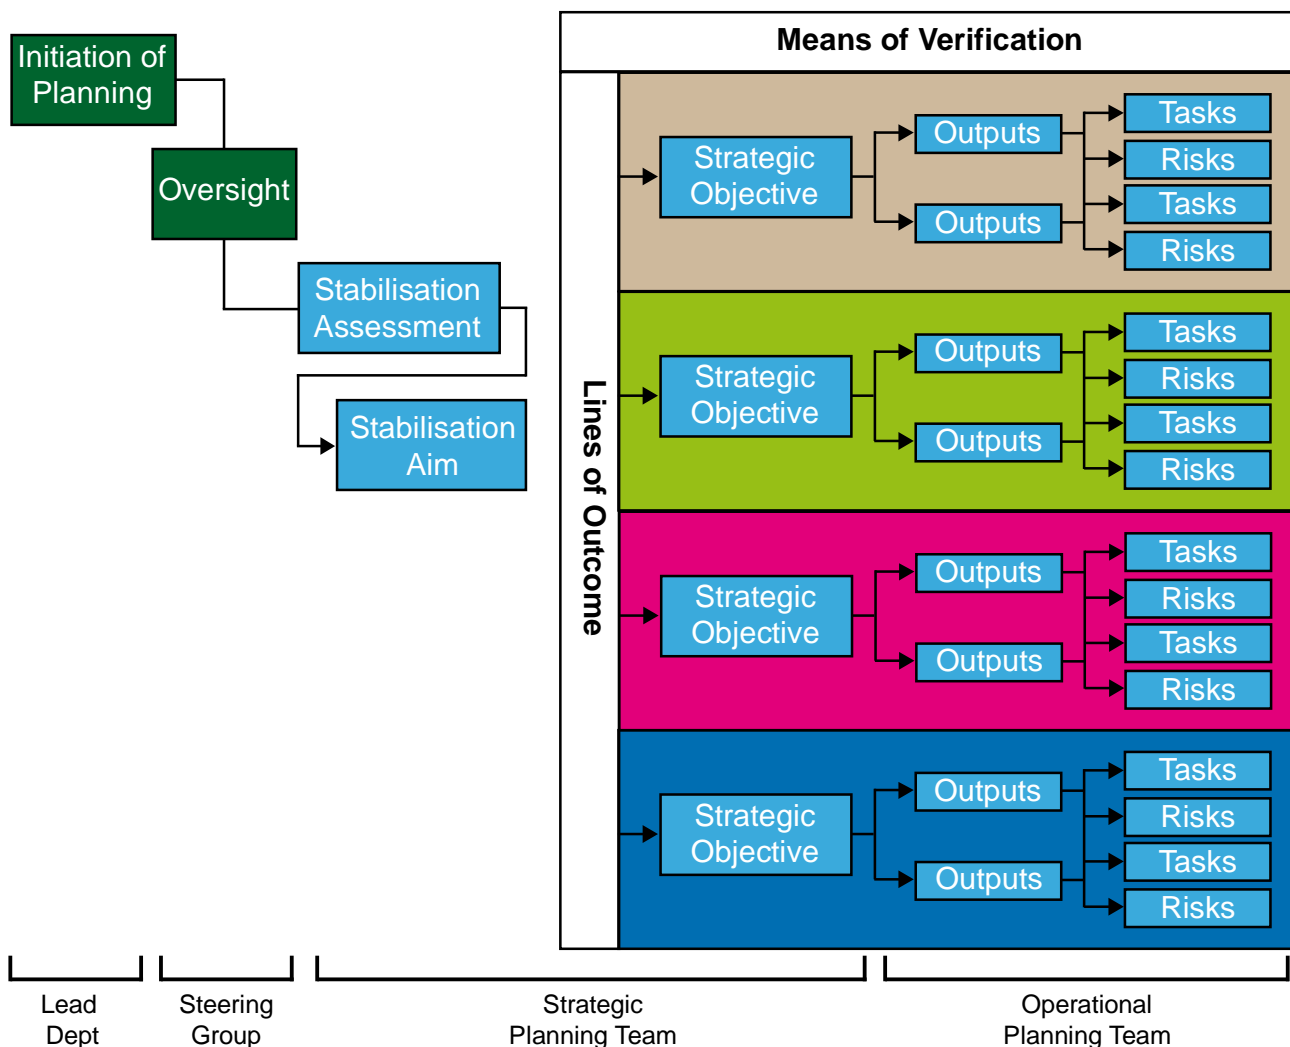 Initiation of
Planning
Oversight
Stabilisation
Assessment
Stabilisation
Aim
Means of Verification
Lines of Outcome
Strategic
Objective
Outputs
Outputs
Tasks
Risks
Tasks
Risks
Strategic
Objective
Outputs
Outputs
Tasks
Risks
Tasks
Risks
Strategic
Objective
Outputs
Outputs
Tasks
Risks
Tasks
Risks
Strategic
Objective
Outputs
Outputs
Tasks
Risks
Tasks
Risks
Lead
Dept
Steering
Group
Strategic
Planning Team
Operational
Planning Team